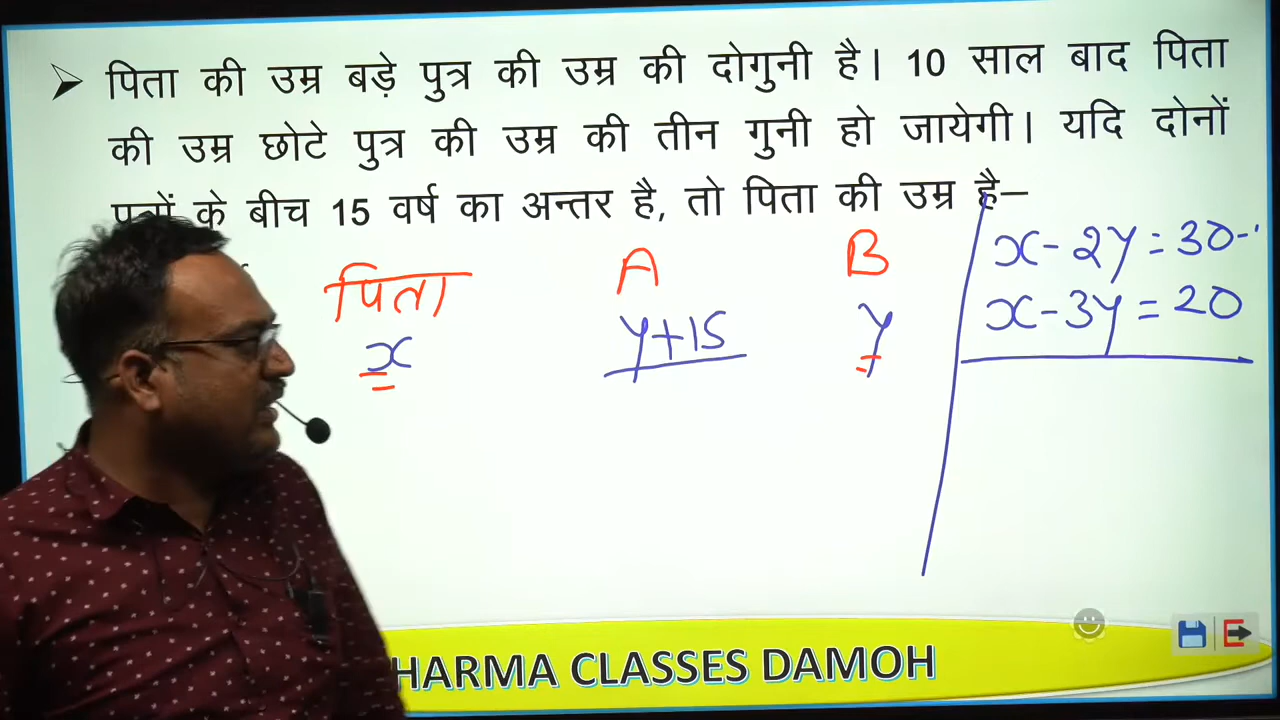 पिता की उम्र बड़े पुत्र की उम्र की दोगुनी है। 10 साल बाद पिता
की उम्र छोटे पुत्र की उम्र की तीन गुनी हो जायेगी। यदि दोनों
पुत्रों के बीच 15 वर्ष का अन्तर है, तो पिता की उम्र है–
पिता A B
x y+15 y
x-2y=30-
x-3y=20
HARMA CLASSES DAMOH